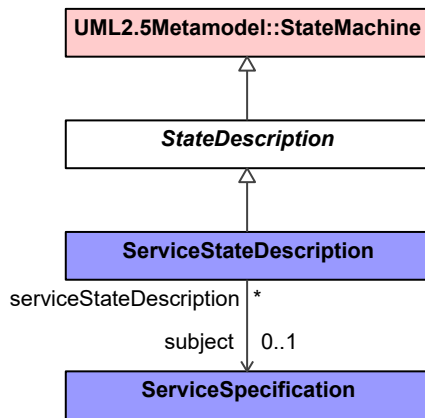 UML2.5Metamodel::StateMachine
StateDescription
ServiceStateDescription
serviceStateDescription *
subject 0..1
ServiceSpecification